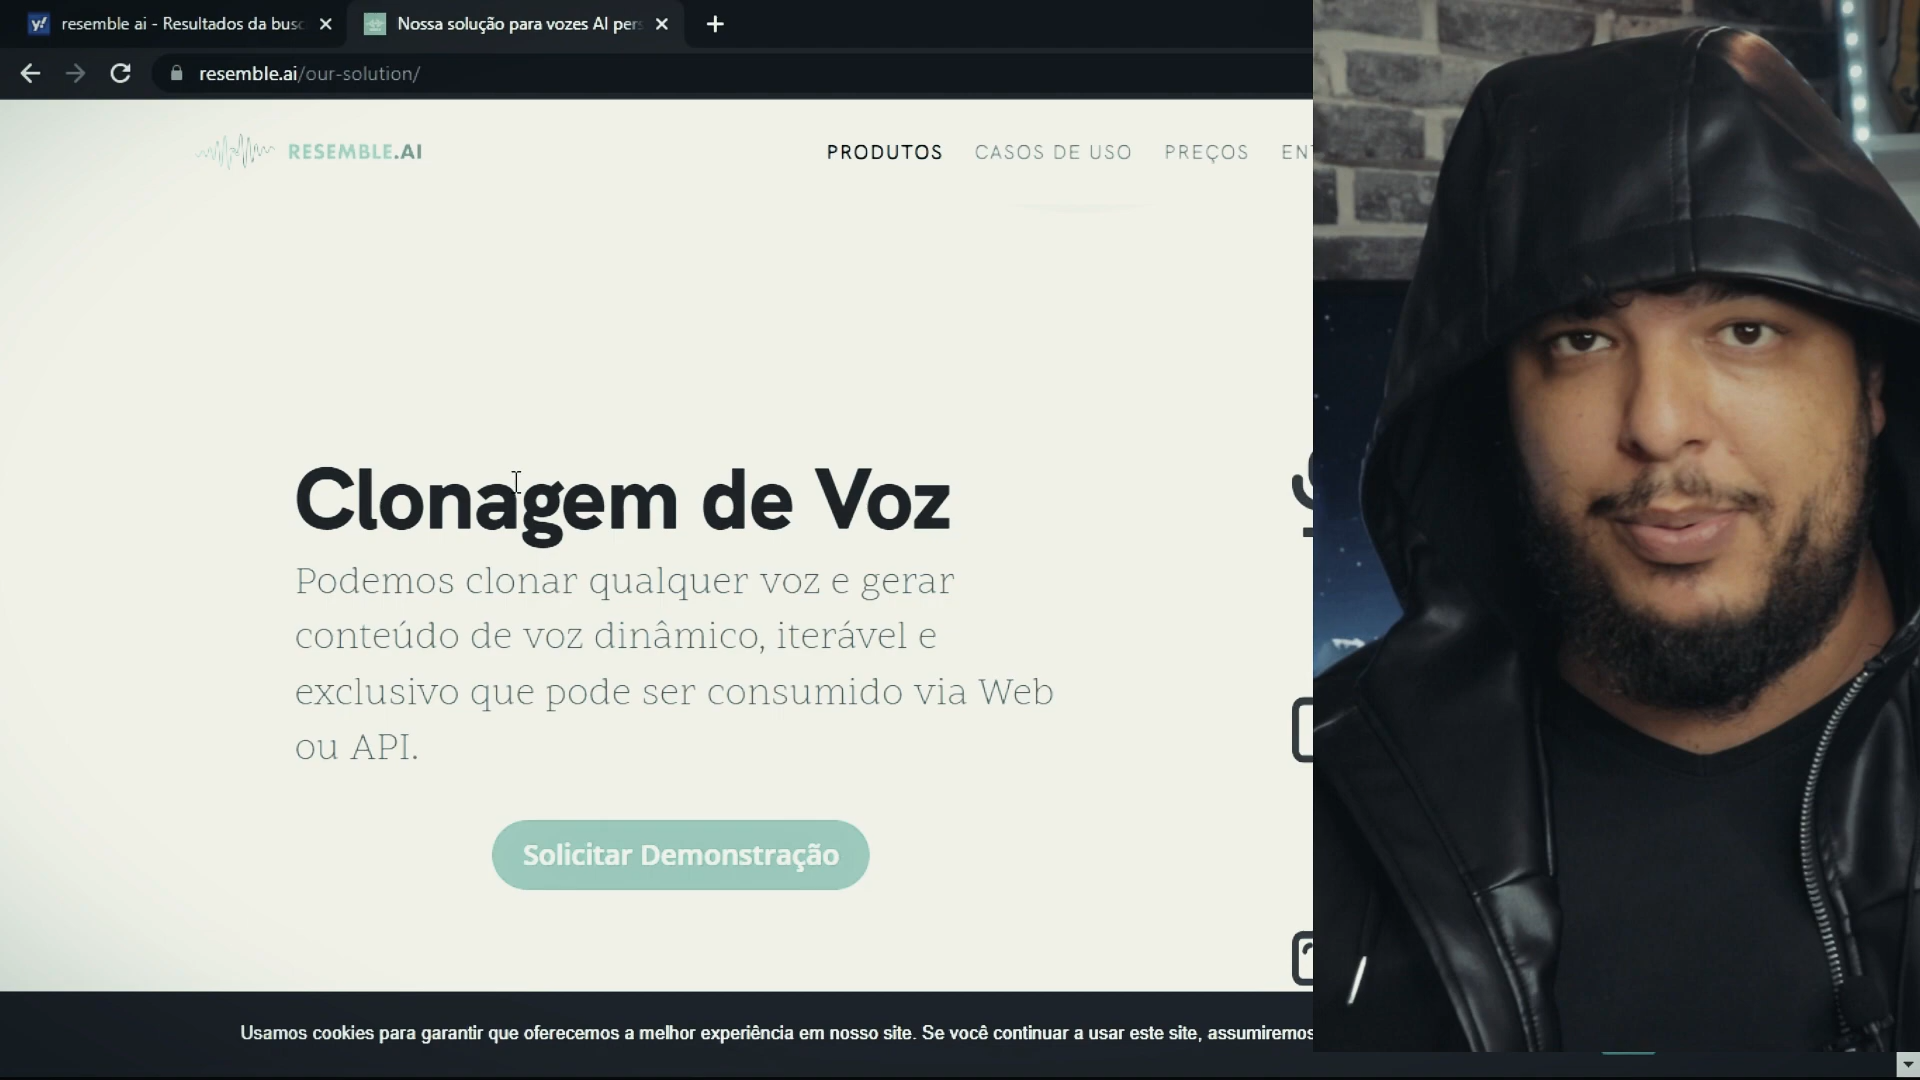 resemble ai - Resultados da busc
Nossa solução para vozes AI pers
resemble.ai/our-solution/
RESEMBLE.AI
PRODUTOS
CASOS DE USO
PREÇOS
ENT
Clonagem de Voz
Podemos clonar qualquer voz e gerar
conteúdo de voz dinâmico, iterável e
exclusivo que pode ser consumido via Web
ou API.
Solicitar Demonstração
Usamos cookies para garantir que oferecemos a melhor experiência em nosso site. Se você continuar a usar este site, assumiremos